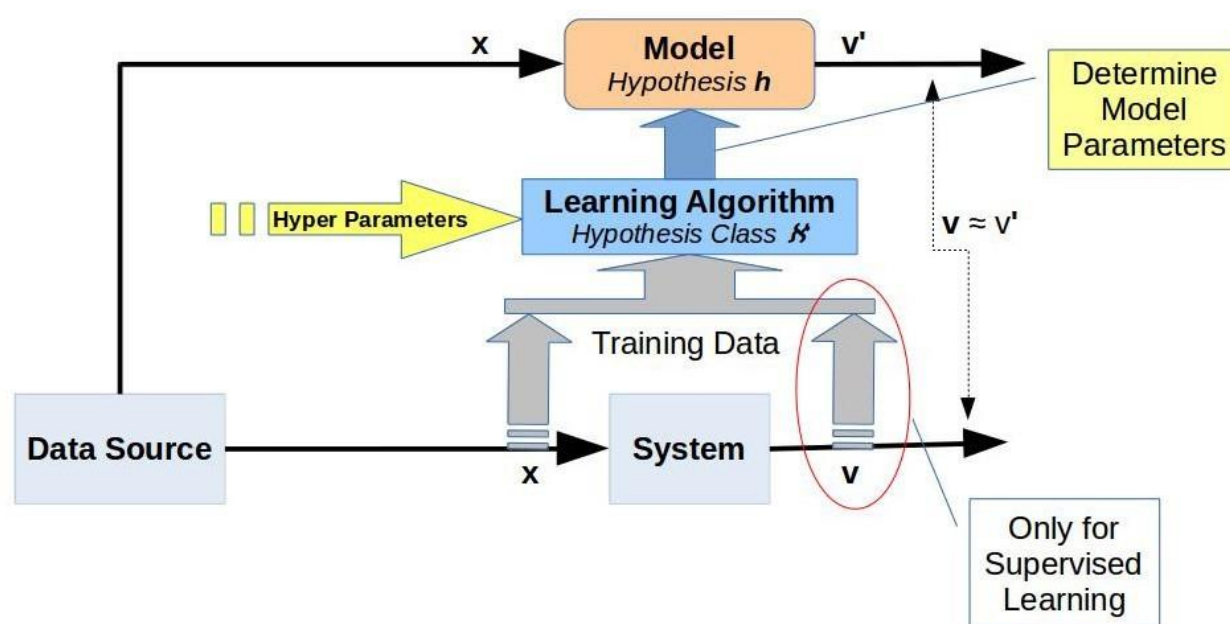 x
Model
v'
Hypothesis h
Determine
Model
Parameters
Hyper Parameters
Learning Algorithm
Hypothesis Class ℋ
v ≈ v'
Training Data
Data Source
x
System
v
Only for
Supervised
Learning